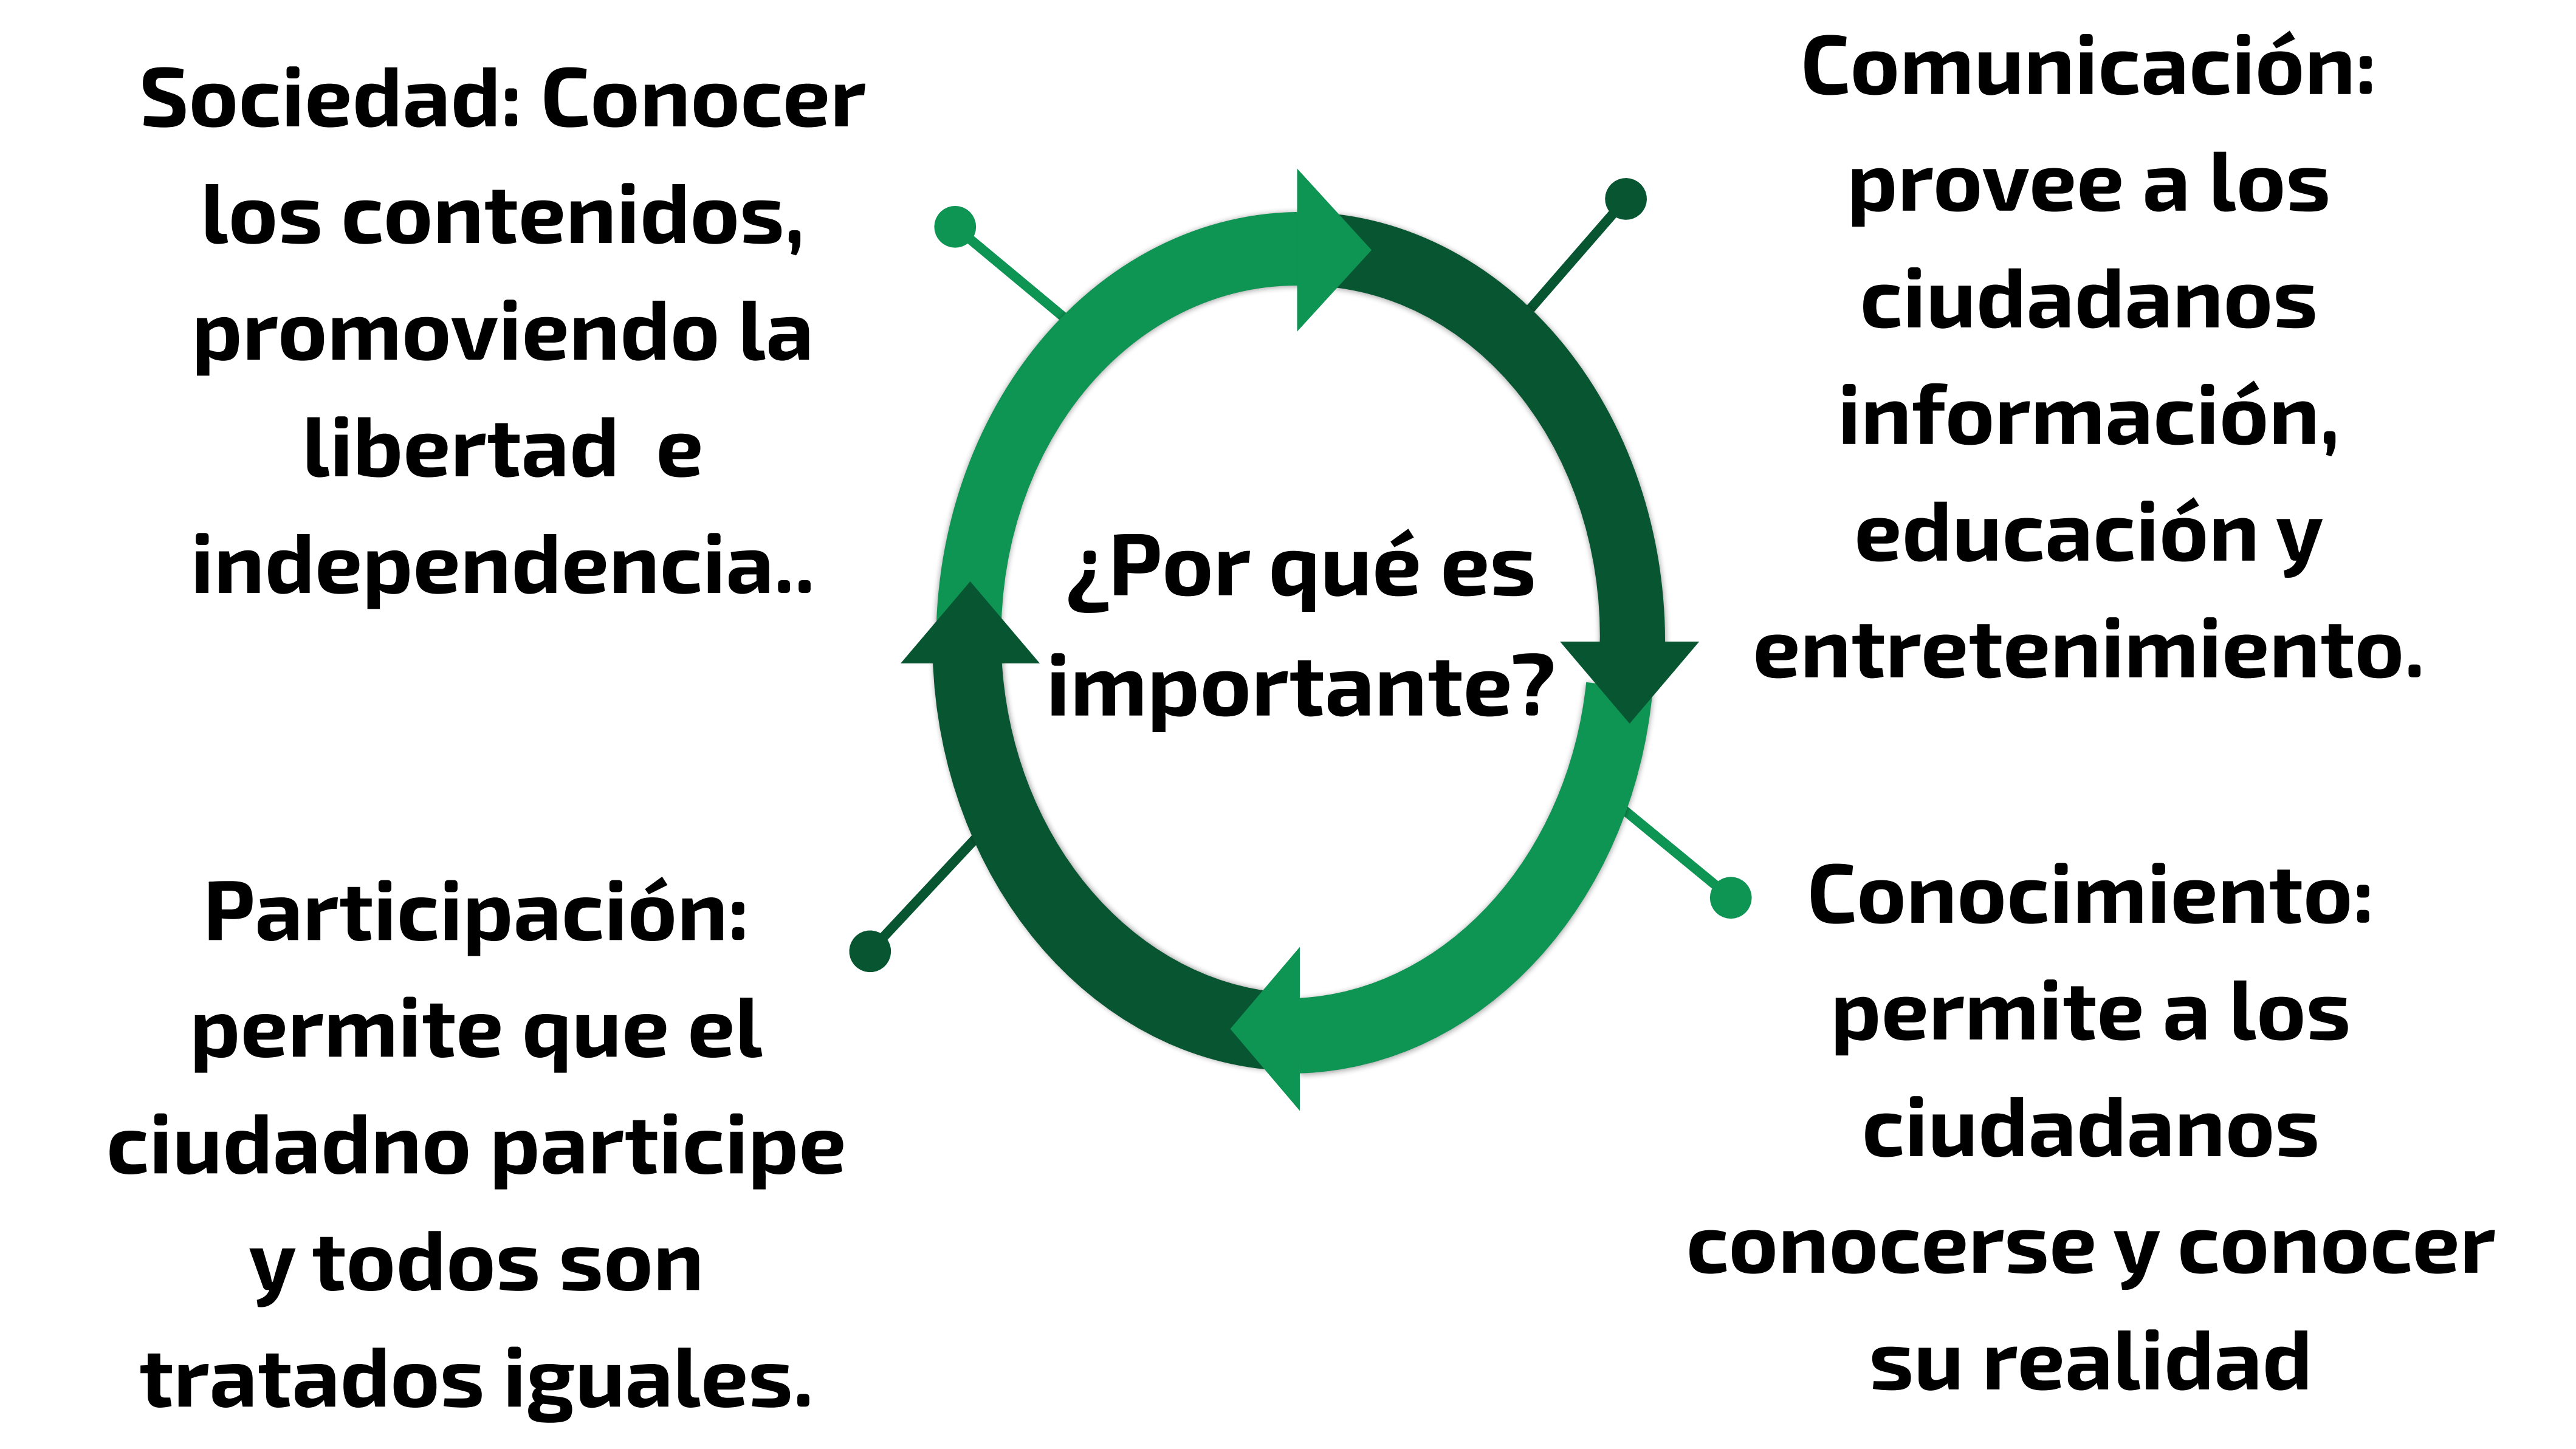 Sociedad: Conocer
los contenidos,
promoviendo la
libertad  e
independencia..
Comunicación:
provee a los
ciudadanos
información,
educación y
entretenimiento.
¿Por qué es
importante?
Participación:
permite que el
ciudadno participe
y todos son
tratados iguales.
Conocimiento:
permite a los
ciudadanos
conocerse y conocer
su realidad